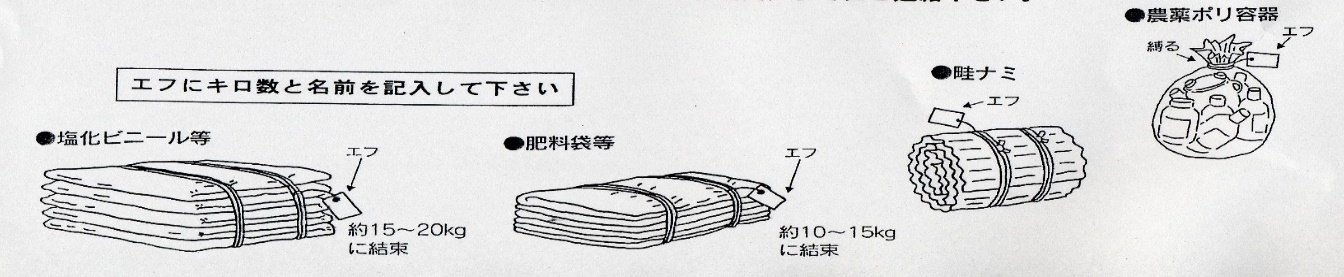 ●農薬ポリ容器
エフ
縛る
●畦ナミ
エフ
エフにキロ数と名前を記入して下さい
●塩化ビニール等
エフ
約15〜20kg
に結束
●肥料袋等
エフ
約10〜15kg
に結束